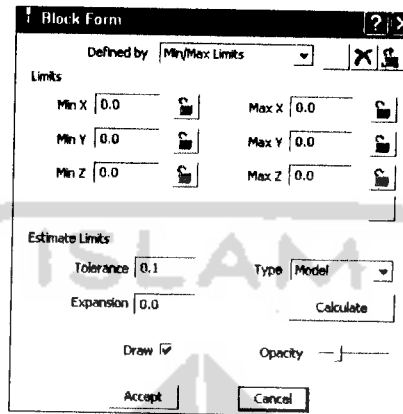 Block Form ? X
Defined by Min/Max Limits
Limits
Min X 0.0 Max X 0.0
Min Y 0.0 Max Y 0.0
Min Z 0.0 Max Z 0.0
ISLAM
Estimate Limits
Tolerance 0.1 Type Model
Expansion 0.0 Calculate
Draw Opacity
Accept Cancel